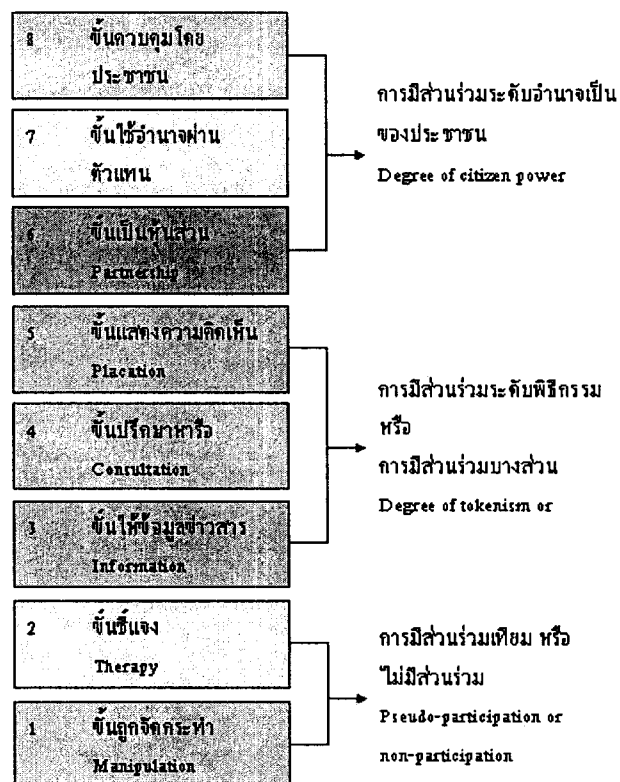 8 ขั้นควบคุมโดย
ประชาชน
7 ขั้นใช้อำนาจผ่าน
ตัวแทน
6 ขั้นเป็นหุ้นส่วน
Partnership
การมีส่วนร่วมระดับอำนาจเป็น
ของประชาชน
Degree of citizen power
5 ขั้นแสดงความคิดเห็น
Placation
4 ขั้นปรึกษาหารือ
Consultation
3 ขั้นให้ข้อมูลข่าวสาร
Information
การมีส่วนร่วมระดับพิธีกรรม
หรือ
การมีส่วนร่วมบางส่วน
Degree of tokenism or
2 ขั้นชี้แจง
Therapy
1 ขั้นถูกจัดกระทำ
Manipulation
การมีส่วนร่วมเทียม หรือ
ไม่มีส่วนร่วม
Pseudo-participation or
non-participation